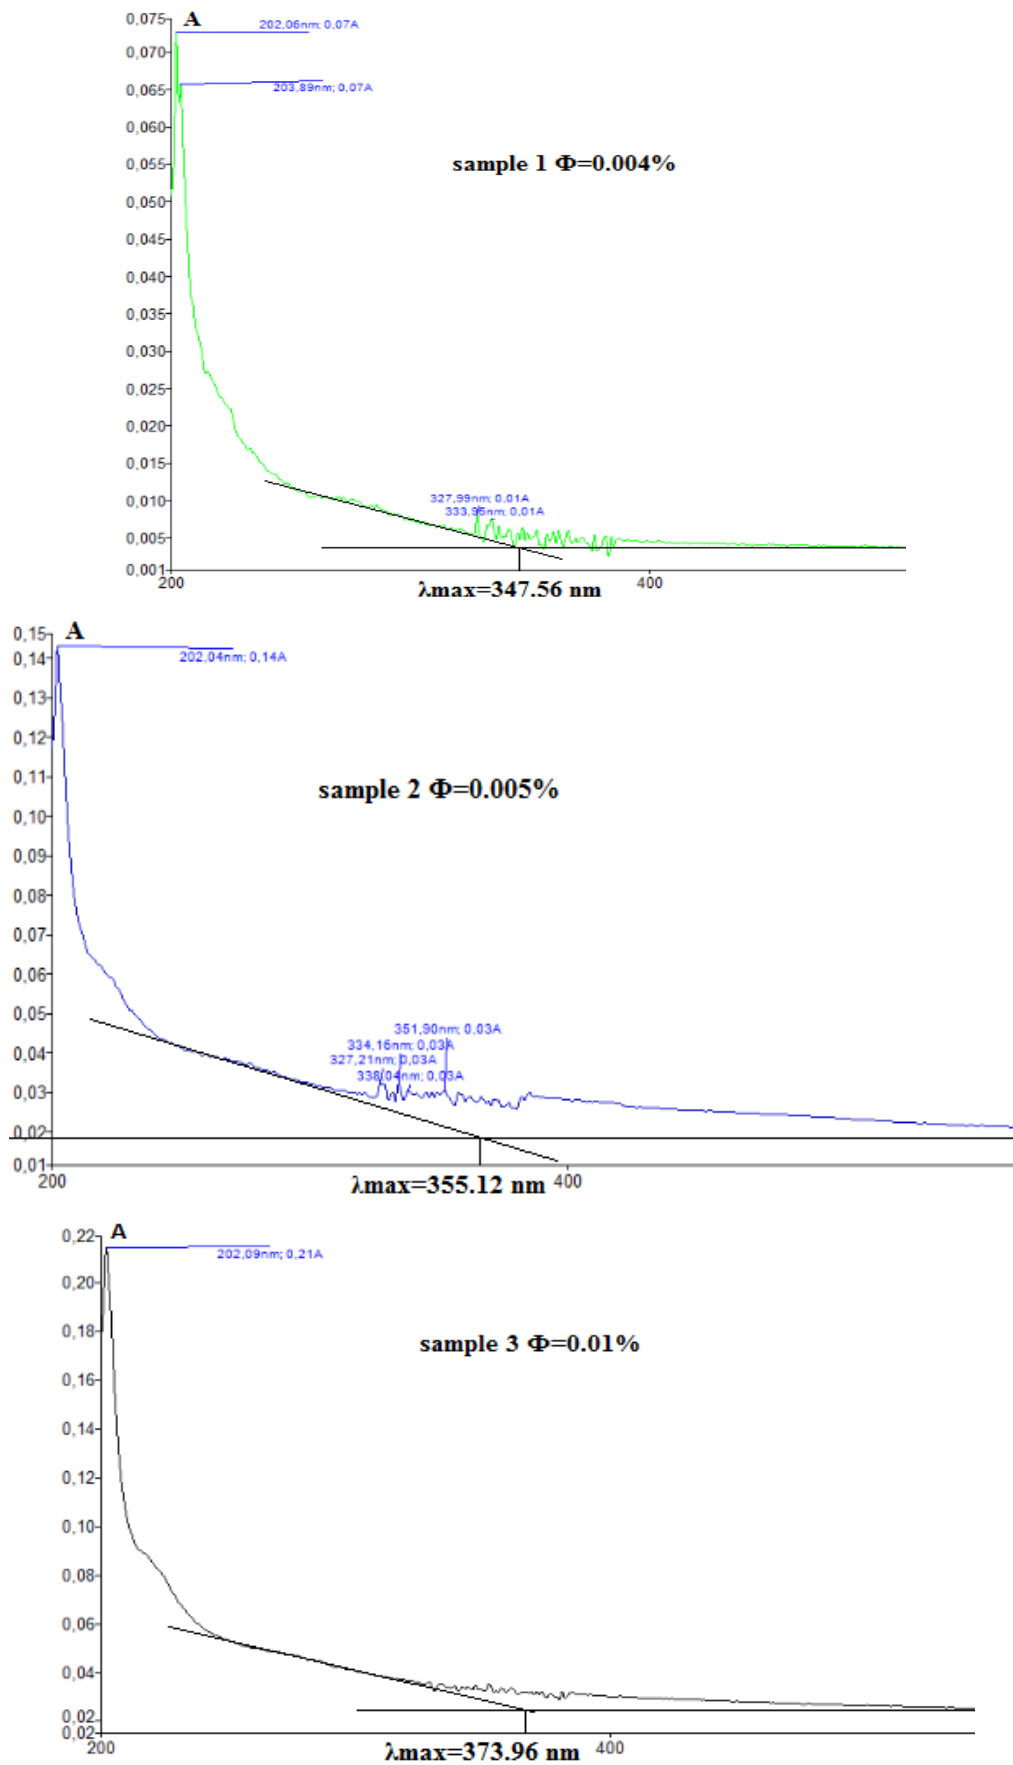 0,075
A
202,06nm; 0,07A
0,070
0,065
203,89nm; 0,07A
0,060
0,055
sample 1 Φ=0.004%
0,050
0,045
0,040
0,035
0,030
0,025
0,020
0,015
0,010
327,99nm; 0,01A
333,95nm; 0,01A
0,005
0,001
200
400
λmax=347.56 nm
0,15
A
0,14
202,04nm; 0,14A
0,13
0,12
0,11
sample 2 Φ=0.005%
0,10
0,09
0,08
0,07
0,06
0,05
351,90nm; 0,03A
334,16nm; 0,03A
0,04
327,21nm; 0,03A
338,04nm; 0,03A
0,03
0,02
0,01
200
400
λmax=355.12 nm
0,22
A
202,09nm; 0,21A
0,20
0,18
sample 3 Φ=0.01%
0,16
0,14
0,12
0,10
0,08
0,06
0,04
0,02
0,02
200
400
λmax=373.96 nm